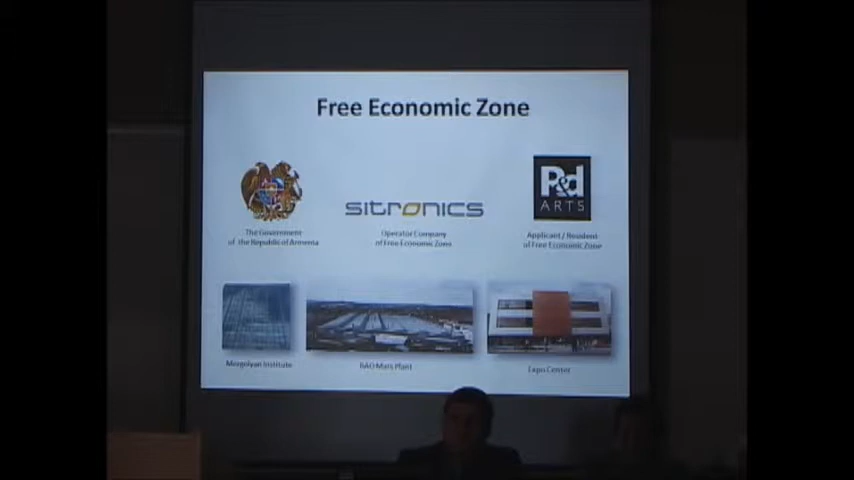 Free Economic Zone
P&d
ARTS
sitronics
The Government
of the Republic of Armenia
Operator Company
of Free Economic Zone
Applicant / Resident
of Free Economic Zone
Mergelyan Institute
RAO Mars Plant
Expo Center